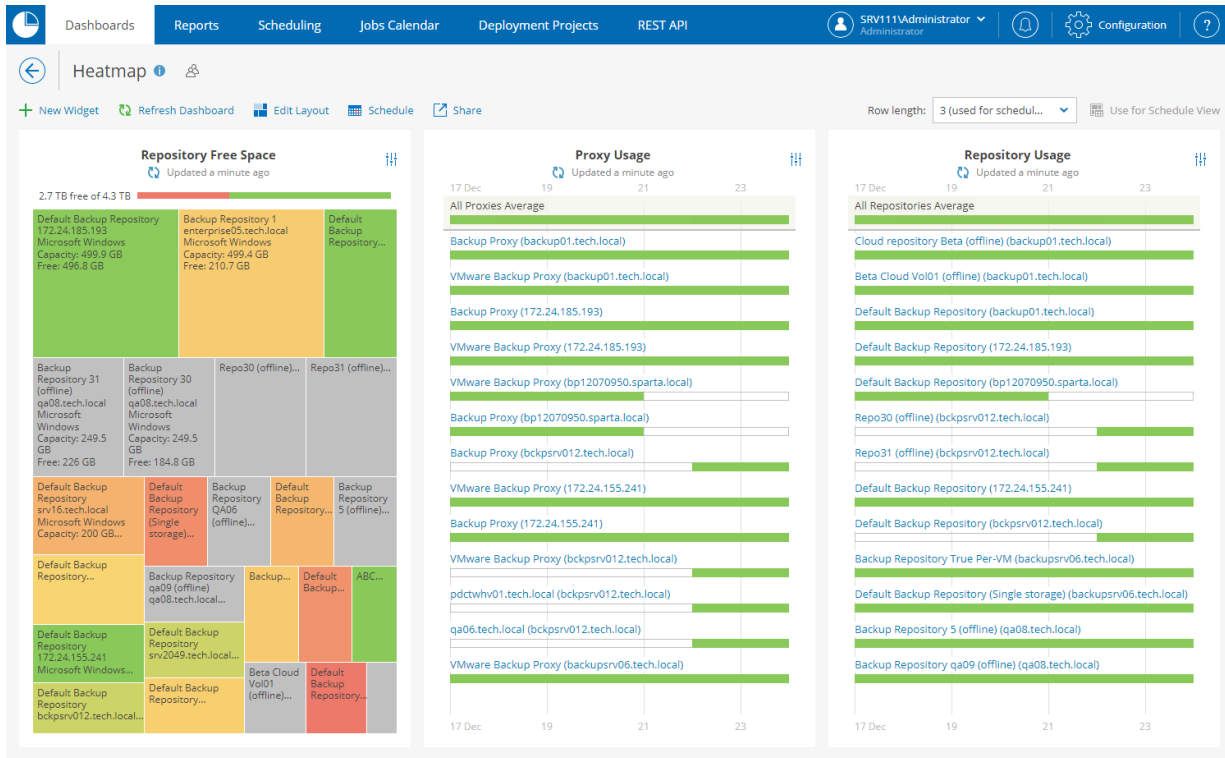 Dashboards
Reports
Scheduling
Jobs Calendar
Deployment Projects
REST API
SRV111\Administrator
Administrator
Configuration
?
Heatmap
New Widget
Refresh Dashboard
Edit Layout
Schedule
Share
Row length:
3 (used for schedul...
Use for Schedule View
Repository Free Space
Updated a minute ago
2.7 TB free of 4.3 TB
Default Backup Repository
172.24.185.193
Microsoft Windows
Capacity: 499.9 GB
Free: 496.8 GB
Backup Repository 1
enterprise05.tech.local
Microsoft Windows
Capacity: 499.4 GB
Free: 210.7 GB
Default
Backup
Repository...
Backup
Repository 31
(offline)
qa08.tech.local
Microsoft
Windows
Capacity: 249.5
GB
Free: 226 GB
Backup
Repository 30
(offline)
qa08.tech.local
Microsoft
Windows
Capacity: 249.5
GB
Free: 184.8 GB
Repo30 (offline)...
Repo31 (offline)...
Default Backup
Repository
srv16.tech.local
Microsoft Windows
Capacity: 200 GB...
Default
Backup
Repository
(Single
storage)...
Backup
Repository
QA06
(offline)...
Default
Backup
Repository...
Backup
Repository
5 (offline)...
Default Backup
Repository...
Backup Repository
qa09 (offline)
qa08.tech.local...
Backup...
Default
Backup...
ABC...
Default Backup
Repository
172.24.155.241
Microsoft Windows...
Default Backup
Repository
srv2049.tech.local...
Default Backup
Repository
bckpsrv012.tech.local...
Default Backup
Repository...
Beta Cloud
Vol01
(offline)...
Default
Backup
Repository...
Proxy Usage
Updated a minute ago
17 Dec 19 21 23
All Proxies Average
Backup Proxy (backup01.tech.local)
VMware Backup Proxy (backup01.tech.local)
Backup Proxy (172.24.185.193)
VMware Backup Proxy (172.24.185.193)
VMware Backup Proxy (bp12070950.sparta.local)
Backup Proxy (bp12070950.sparta.local)
Backup Proxy (bckpsrv012.tech.local)
VMware Backup Proxy (172.24.155.241)
Backup Proxy (172.24.155.241)
VMware Backup Proxy (bckpsrv012.tech.local)
pdctwhv01.tech.local (bckpsrv012.tech.local)
qa06.tech.local (bckpsrv012.tech.local)
VMware Backup Proxy (backupsrv06.tech.local)
17 Dec 19 21 23
Repository Usage
Updated a minute ago
17 Dec 19 21 23
All Repositories Average
Cloud repository Beta (offline) (backup01.tech.local)
Beta Cloud Vol01 (offline) (backup01.tech.local)
Default Backup Repository (backup01.tech.local)
Default Backup Repository (172.24.185.193)
Default Backup Repository (bp12070950.sparta.local)
Repo30 (offline) (bckpsrv012.tech.local)
Repo31 (offline) (bckpsrv012.tech.local)
Default Backup Repository (172.24.155.241)
Default Backup Repository (bckpsrv012.tech.local)
Backup Repository True Per-VM (backupsrv06.tech.local)
Default Backup Repository (Single storage) (backupsrv06.tech.local)
Backup Repository 5 (offline) (qa08.tech.local)
Backup Repository qa09 (offline) (qa08.tech.local)
17 Dec 19 21 23